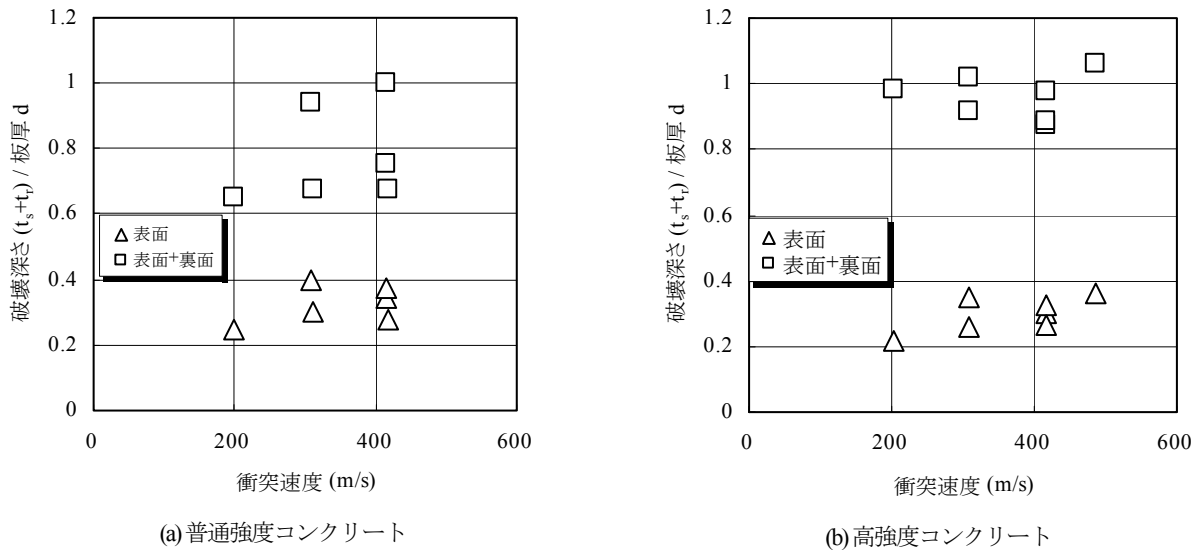 1.2
1
0.8
0.6
0.4
0.2
0
破壊深さ (t_s+t_r) / 板厚 d
△ 表面
□ 表面+裏面
0 200 400 600
衝突速度 (m/s)
(a)普通強度コンクリート
1.2
1
0.8
0.6
0.4
0.2
0
破壊深さ (t_s+t_r) / 板厚 d
△ 表面
□ 表面+裏面
0 200 400 600
衝突速度 (m/s)
(b)高強度コンクリート